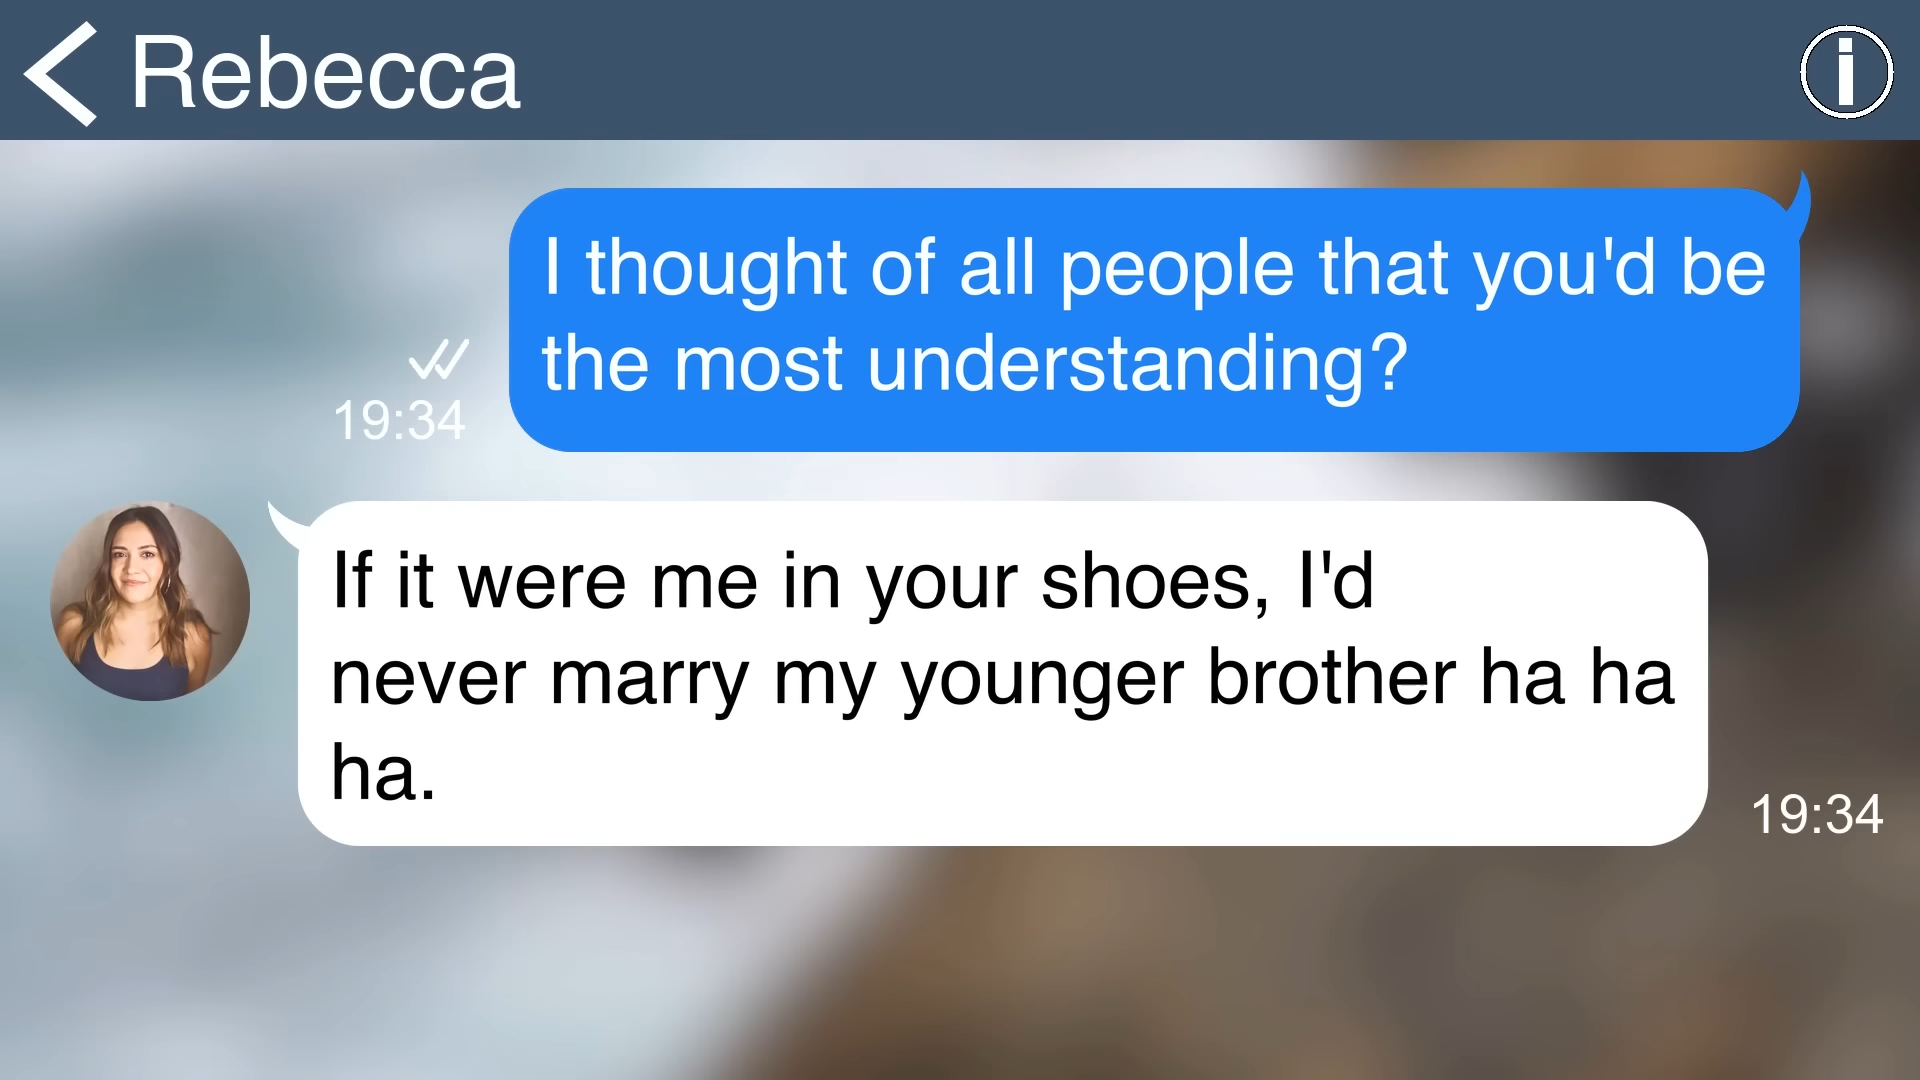 Rebecca
I thought of all people that you'd be
the most understanding?
19:34
If it were me in your shoes, I'd
never marry my younger brother ha ha
ha.
19:34